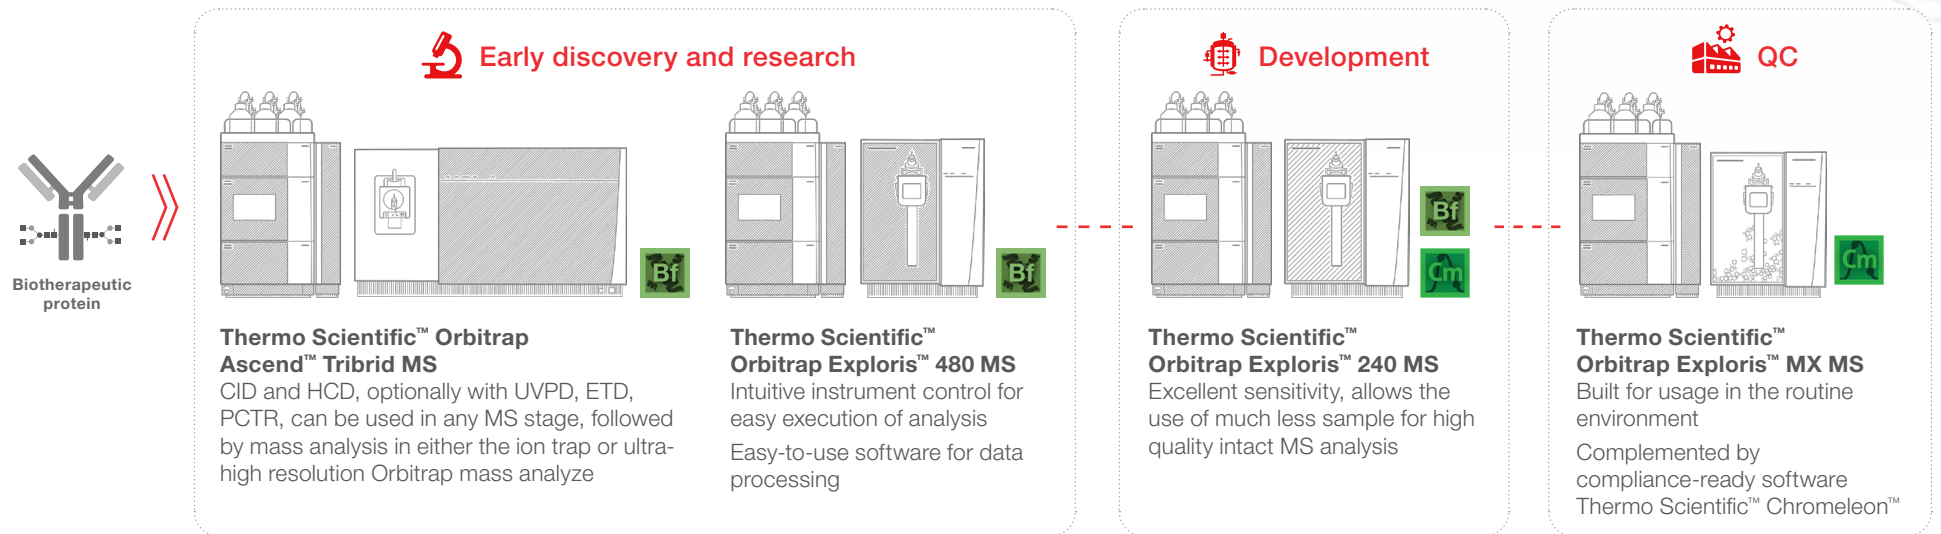 Early discovery and research
Development
QC
Biotherapeutic
protein
Bf
Bf
Bf
Cm
Cm
Thermo Scientific™ Orbitrap
Ascend™ Tribrid MS
CID and HCD, optionally with UVPD, ETD,
PCTR, can be used in any MS stage, followed
by mass analysis in either the ion trap or ultra-
high resolution Orbitrap mass analyze
Thermo Scientific™
Orbitrap Exploris™ 480 MS
Intuitive instrument control for
easy execution of analysis
Easy-to-use software for data
processing
Thermo Scientific™
Orbitrap Exploris™ 240 MS
Excellent sensitivity, allows the
use of much less sample for high
quality intact MS analysis
Thermo Scientific™
Orbitrap Exploris™ MX MS
Built for usage in the routine
environment
Complemented by
compliance-ready software
Thermo Scientific™ Chromeleon™